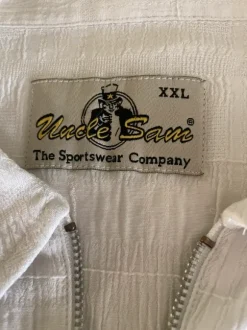 XXL
Uncle Sam®
The Sportswear Company